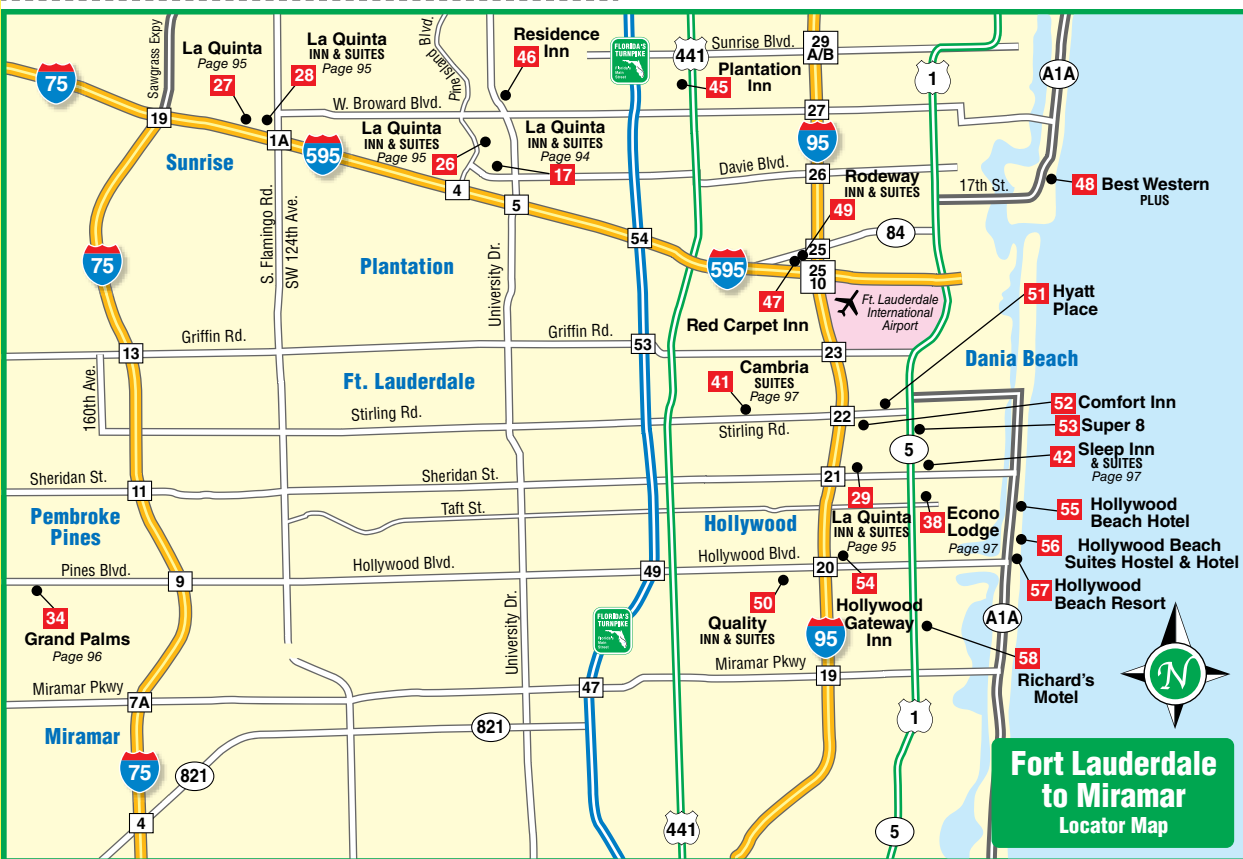 Sawgrass Expy
La Quinta
Page 95
27
La Quinta
INN & SUITES
Page 95
28
Pine Island Blvd.
Residence
Inn
46
FLORIDA'S
TURNPIKE
441
Sunrise Blvd.
29
A/B
Plantation
Inn
45
1
A1A
75
19
W. Broward Blvd.
27
1A
Sunrise
595
La Quinta
INN & SUITES
Page 95
26
La Quinta
INN & SUITES
Page 94
17
95
Davie Blvd.
26
4
5
Rodeway
INN & SUITES
49
17th St.
48
Best Western
PLUS
S. Flamingo Rd.
SW 124th Ave.
75
Plantation
University Dr.
54
595
84
25
25
10
47
Red Carpet Inn
Ft. Lauderdale
International
Airport
51
Hyatt
Place
Griffin Rd.
Griffin Rd.
13
53
23
Dania Beach
160th Ave.
Ft. Lauderdale
Cambria
SUITES
Page 97
41
Stirling Rd.
Stirling Rd.
22
52
Comfort Inn
53
Super 8
5
42
Sleep Inn
& SUITES
Page 97
Sheridan St.
Sheridan St.
11
21
29
La Quinta
INN & SUITES
Page 95
Taft St.
38
Econo
Lodge
Page 97
55
Hollywood
Beach Hotel
Pembroke
Pines
Hollywood
56
Hollywood Beach
Suites Hostel & Hotel
Pines Blvd.
9
Hollywood Blvd.
49
Hollywood Blvd.
20
54
Hollywood
Gateway
Inn
57
Hollywood
Beach Resort
34
Grand Palms
Page 96
50
Quality
INN & SUITES
University Dr.
FLORIDA'S
TURNPIKE
95
A1A
58
Richard's
Motel
N
Miramar Pkwy
7A
47
Miramar Pkwy
19
Miramar
821
1
75
821
4
441
5
Fort Lauderdale
to Miramar
Locator Map